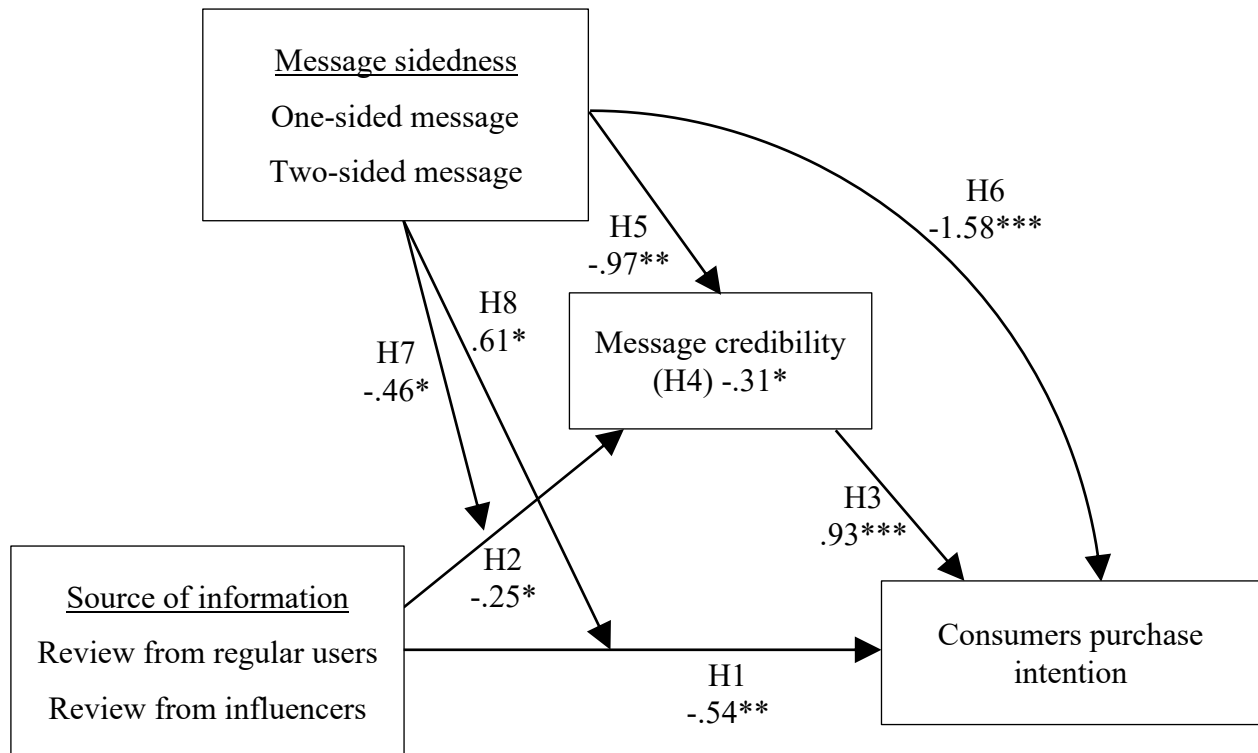 Message sidedness
One-sided message
Two-sided message
H6
-1.58***
H5
-.97**
H8
.61*
H7
-.46*
Message credibility
(H4) -.31*
H3
.93***
H2
-.25*
Source of information
Review from regular users
Review from influencers
Consumers purchase
intention
H1
-.54**